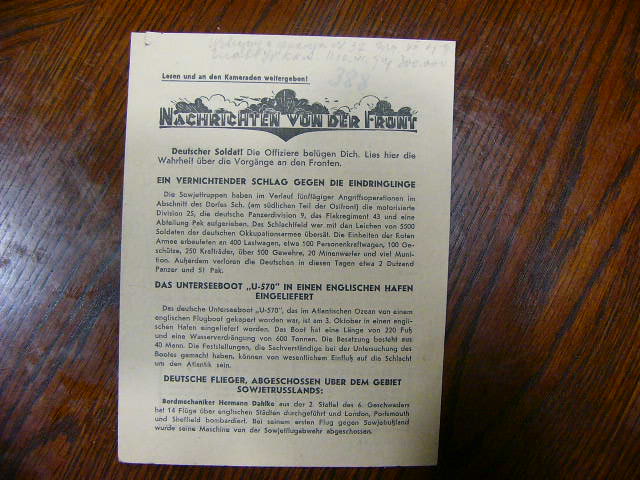 388
Lesen und an den Kameraden weitergeben!
NACHRICHTEN VON DER FRONT
Deutscher Soldat! Die Offiziere belügen Dich. Lies hier die
Wahrheit über die Vorgänge an den Fronten.
EIN VERNICHTENDER SCHLAG GEGEN DIE EINDRINGLINGE
Die Sowjettruppen haben im Verlauf fünftägiger Angriffsoperationen im
Abschnitt des Dorfes Sch. (am südlichen Teil der Ostfront) die motorisierte
Division 25, die deutsche Panzerdivision 9, das Flakregiment 43 und eine
Abteilung Pak aufgerieben. Das Schlachtfeld war mit den Leichen von 5500
Soldaten der deutschen Okkupationarmee übersät. Die Einheiten der Roten
Armee erbeuteten an 400 Lastwagen, etwa 100 Personenkraftwagen, 100 Ge-
schütze, 250 Krafträder, über 500 Gewehre, 20 Minenwerfer und viel Muni-
tion. Außerdem verloren die Deutschen in diesen Tagen etwa 2 Dutzend
Panzer und 51 Pak.
DAS UNTERSEEBOOT „U-570" IN EINEN ENGLISCHEN HAFEN
EINGELIEFERT
Das deutsche Unterseeboot „U-570", das im Atlantischen Ozean von einem
englischen Flugboot gekapert worden war, ist am 3. Oktober in einen engli-
schen Hafen eingeliefert worden. Das Boot hat eine Länge von 220 Fuß
und eine Wasserverdrängung von 600 Tonnen. Die Besatzung besteht aus
40 Mann. Die Feststellungen, die Sachverständige bei der Untersuchung des
Bootes gemacht haben, können von wesentlichem Einfluß auf die Schlacht
um den Atlantik sein.
DEUTSCHE FLIEGER, ABGESCHOSSEN ÜBER DEM GEBIET
SOWJETRUSSLANDS:
Bordmechaniker Hermann Dahlke aus der 2. Staffel des 6. Geschwaders
hat 14 Flüge über englischen Städten durchgeführt und London, Portsmouth
und Sheffield bombardiert. Bei seinem ersten Flug gegen Sowjetrußland
wurde seine Maschine von der Sowjetflugabwehr abgeschossen.